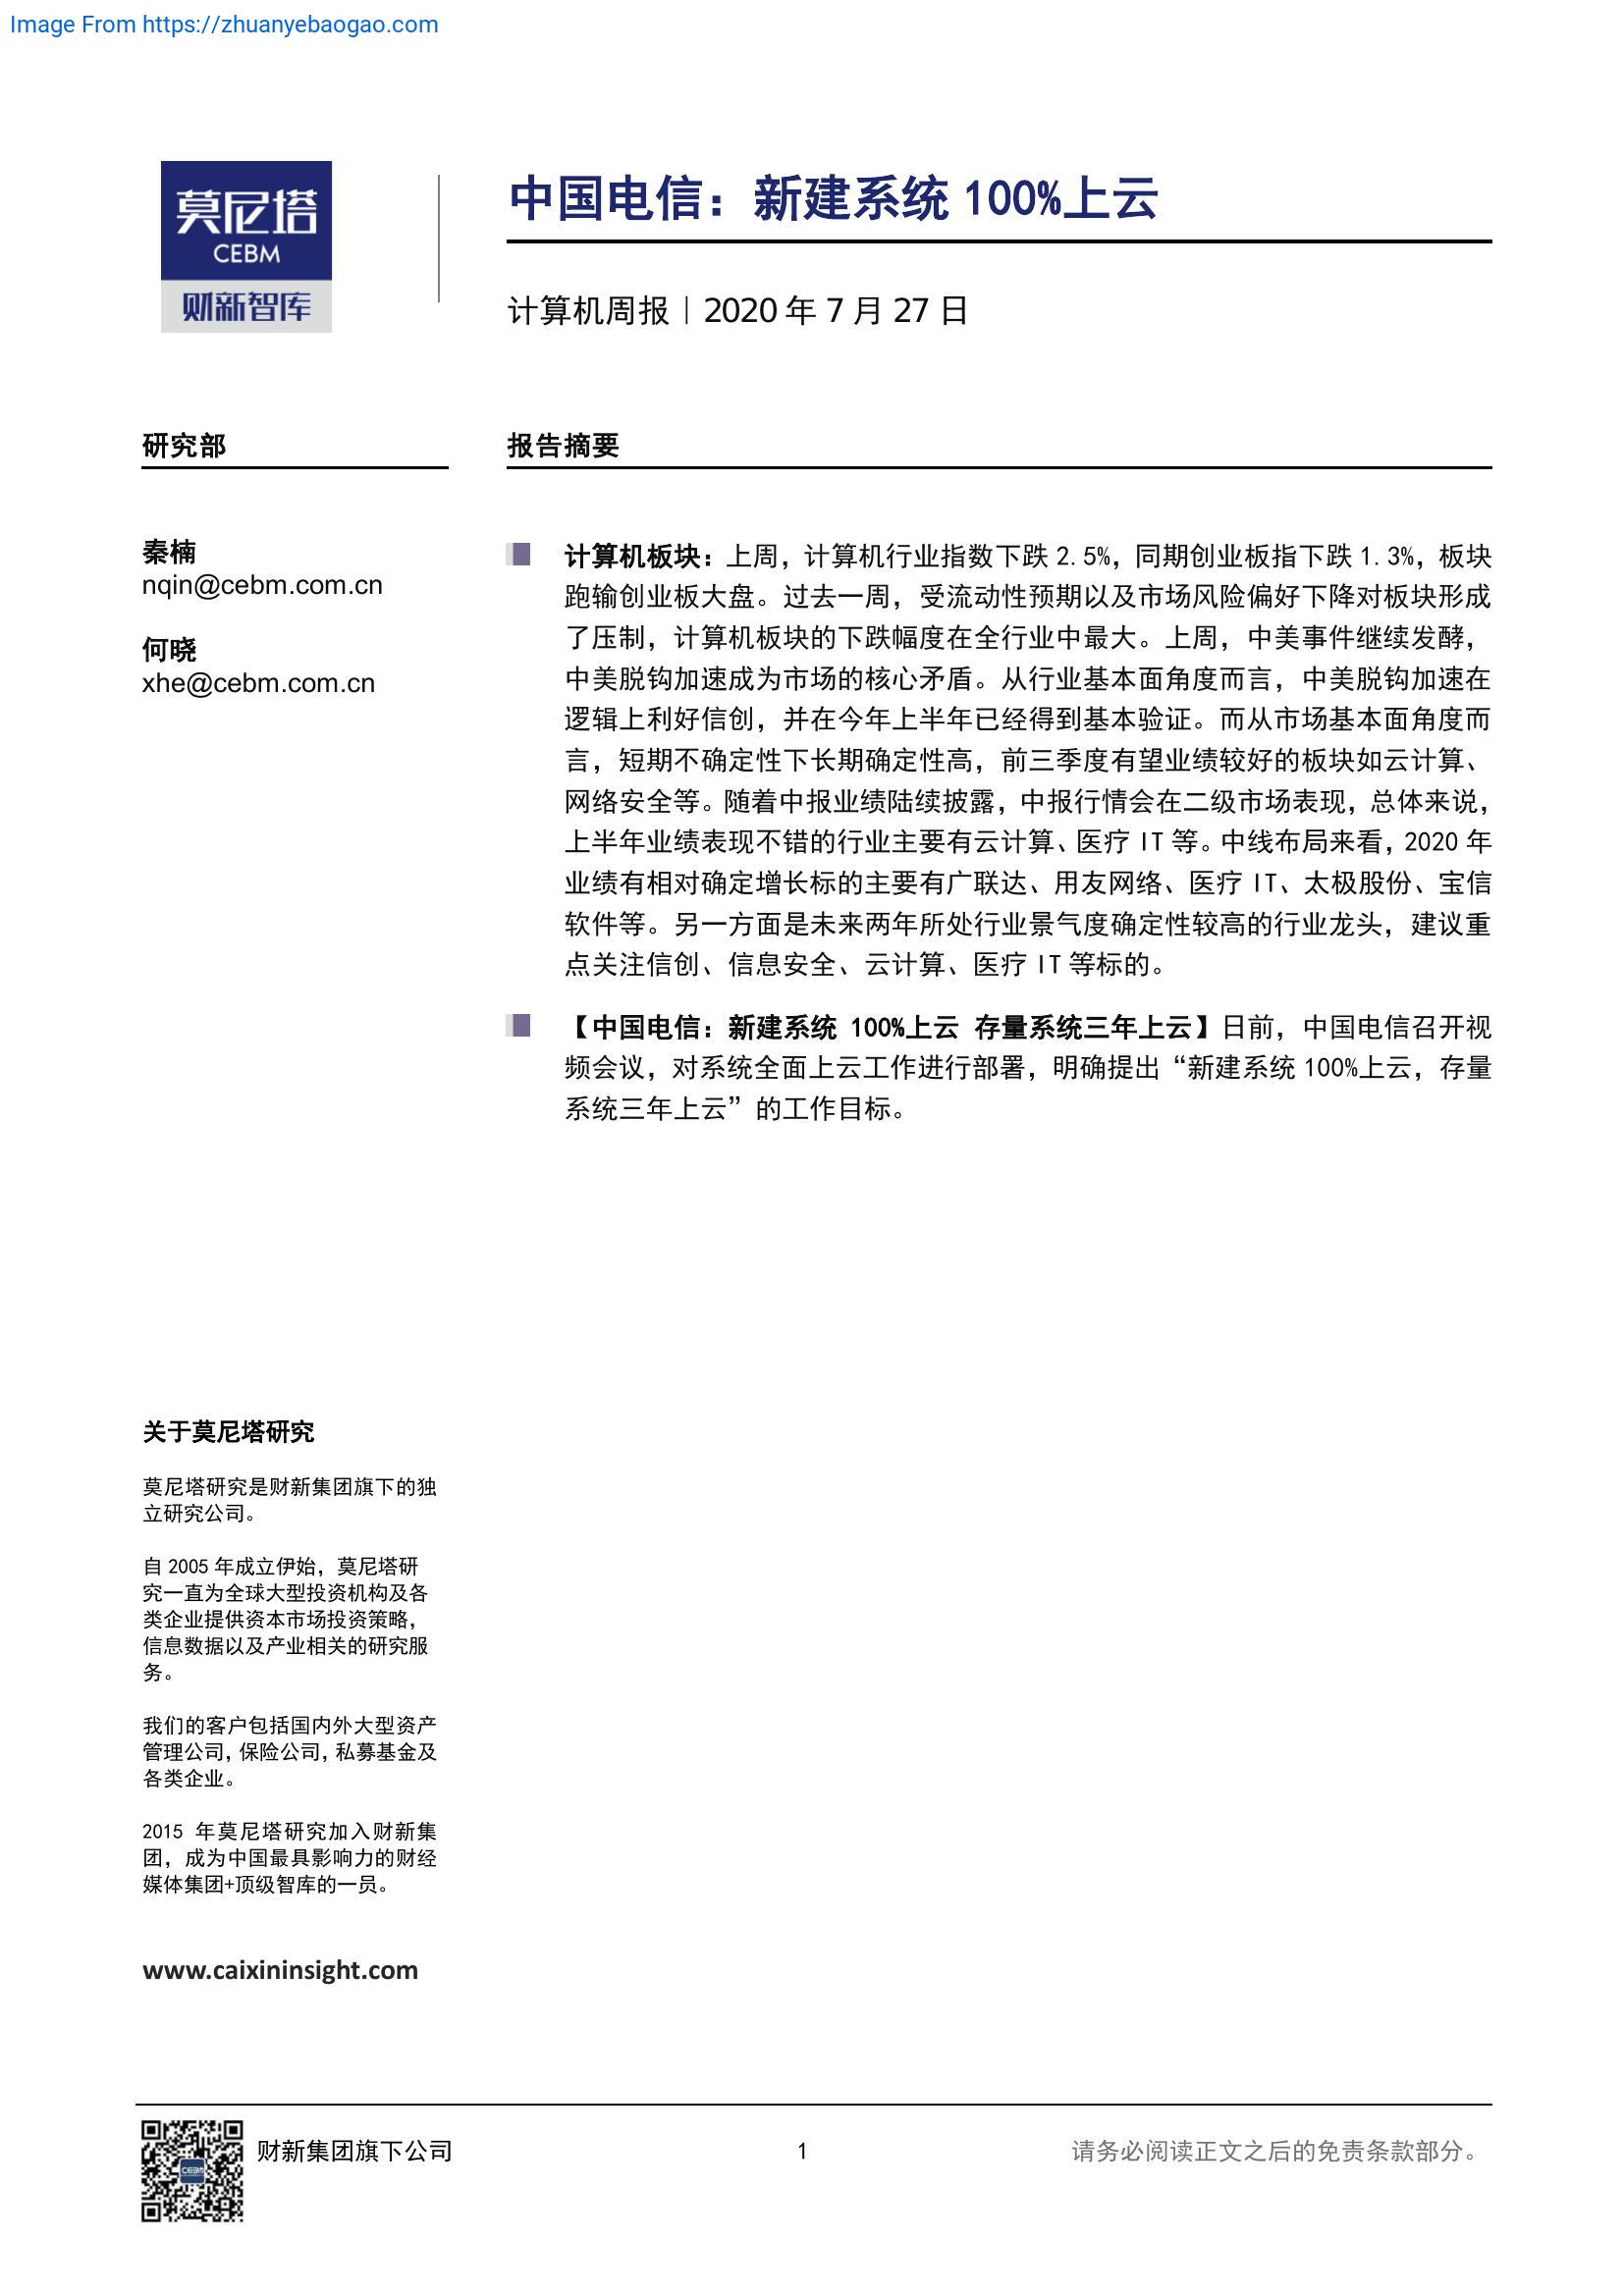 Image From https://zhuanyebaogao.com
莫尼塔
CEBM
财新智库
中国电信：新建系统 100%上云
计算机周报｜2020 年 7 月 27 日
研究部
秦楠
nqin@cebm.com.cn
何晓
xhe@cebm.com.cn
报告摘要
计算机板块：上周，计算机行业指数下跌 2.5%，同期创业板指下跌 1.3%，板块
跑输创业板大盘。过去一周，受流动性预期以及市场风险偏好下降对板块形成
了压制，计算机板块的下跌幅度在全行业中最大。上周，中美事件继续发酵，
中美脱钩加速成为市场的核心矛盾。从行业基本面角度而言，中美脱钩加速在
逻辑上利好信创，并在今年上半年已经得到基本验证。而从市场基本面角度而
言，短期不确定性下长期确定性高，前三季度有望业绩较好的板块如云计算、
网络安全等。随着中报业绩陆续披露，中报行情会在二级市场表现，总体来说，
上半年业绩表现不错的行业主要有云计算、医疗 IT 等。中线布局来看，2020 年
业绩有相对确定增长标的主要有广联达、用友网络、医疗 IT、太极股份、宝信
软件等。另一方面是未来两年所处行业景气度确定性较高的行业龙头，建议重
点关注信创、信息安全、云计算、医疗 IT 等标的。
【中国电信：新建系统 100%上云 存量系统三年上云】日前，中国电信召开视
频会议，对系统全面上云工作进行部署，明确提出“新建系统 100%上云，存量
系统三年上云”的工作目标。
关于莫尼塔研究
莫尼塔研究是财新集团旗下的独
立研究公司。
自 2005 年成立伊始，莫尼塔研
究一直为全球大型投资机构及各
类企业提供资本市场投资策略，
信息数据以及产业相关的研究服
务。
我们的客户包括国内外大型资产
管理公司，保险公司，私募基金及
各类企业。
2015 年莫尼塔研究加入财新集
团，成为中国最具影响力的财经
媒体集团+顶级智库的一员。
www.caixininsight.com
CEBM
财新集团旗下公司
1
请务必阅读正文之后的免责条款部分。